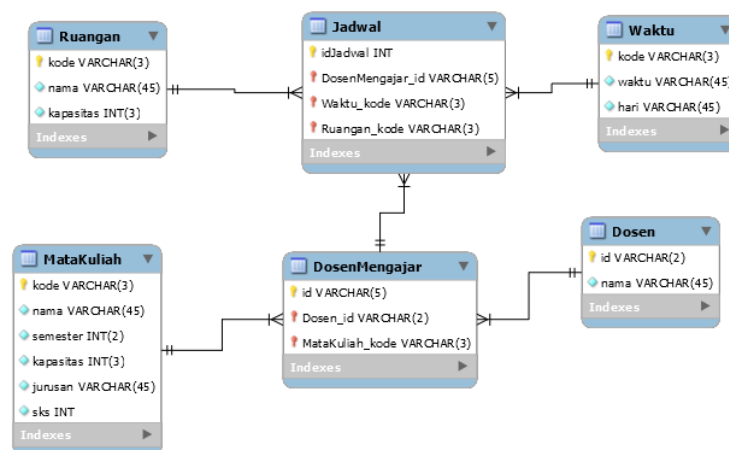 Ruangan
kode VARCHAR(3)
nama VARCHAR(45)
kapasitas INT(3)
Indexes
Jadwal
idJadwal INT
DosenMengajar_id VARCHAR(5)
Waktu_kode VARCHAR(3)
Ruangan_kode VARCHAR(3)
Indexes
Waktu
kode VARCHAR(3)
waktu VARCHAR(45)
hari VARCHAR(45)
Indexes
MataKuliah
kode VARCHAR(3)
nama VARCHAR(45)
semester INT(2)
kapasitas INT(3)
jurusan VARCHAR(45)
sks INT
Indexes
DosenMengajar
id VARCHAR(5)
Dosen_id VARCHAR(2)
MataKuliah_kode VARCHAR(3)
Indexes
Dosen
id VARCHAR(2)
nama VARCHAR(45)
Indexes